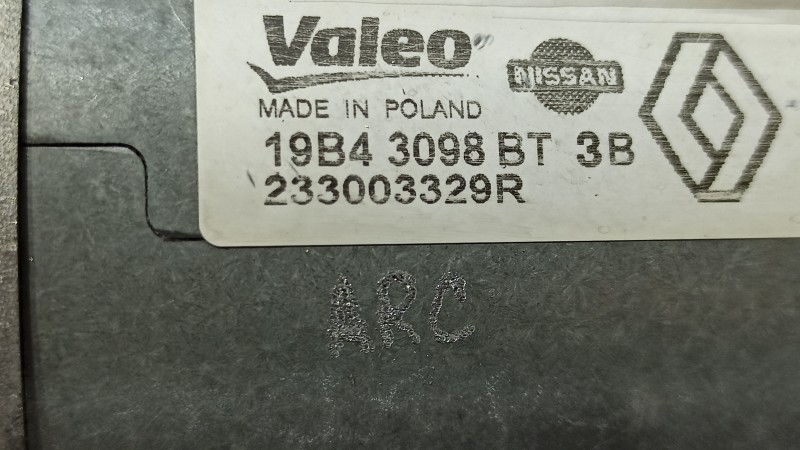 Valeo
NISSAN
MADE IN POLAND
19B4 3098 BT 3B
233003329R
ARC